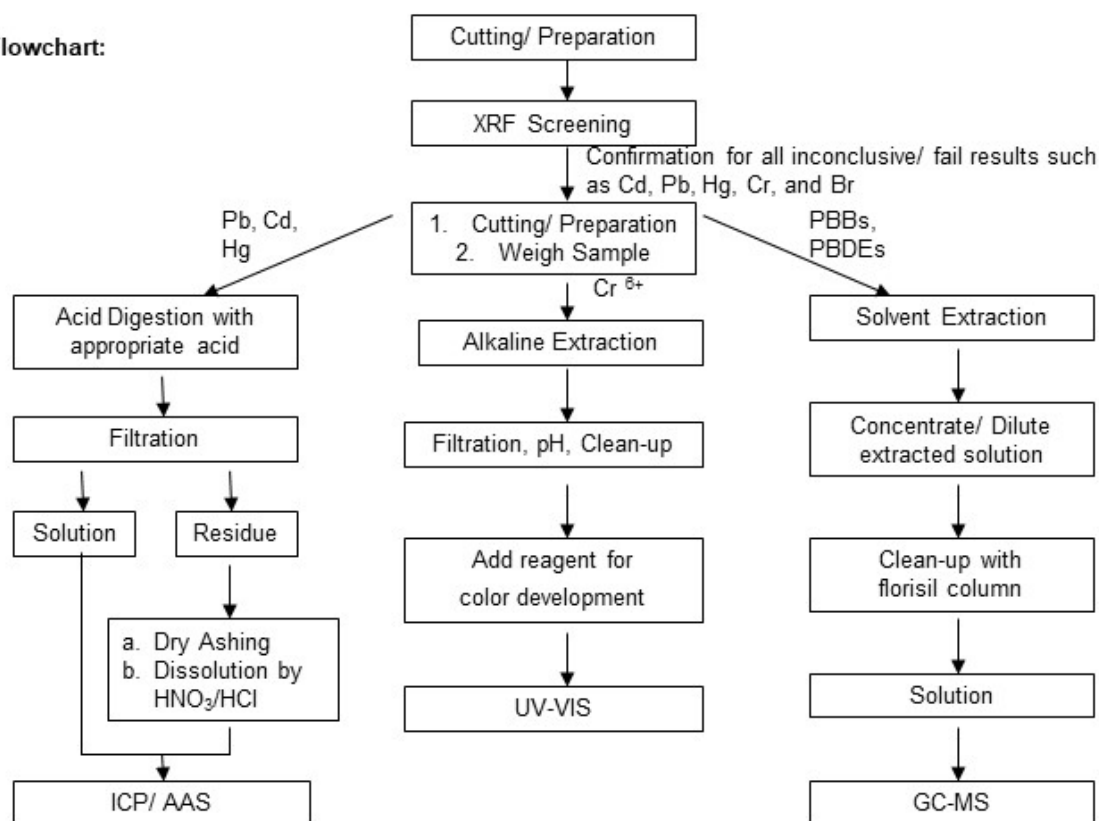 lowchart:
Cutting/ Preparation
XRF Screening
Confirmation for all inconclusive/ fail results such
as Cd, Pb, Hg, Cr, and Br
Pb, Cd,
Hg
1. Cutting/ Preparation
2. Weigh Sample
PBBs,
PBDEs
Cr ⁶⁺
Acid Digestion with
appropriate acid
Filtration
Solution
Residue
a. Dry Ashing
b. Dissolution by
HNO₃/HCl
ICP/ AAS
Alkaline Extraction
Filtration, pH, Clean-up
Add reagent for
color development
UV-VIS
Solvent Extraction
Concentrate/ Dilute
extracted solution
Clean-up with
florisil column
Solution
GC-MS